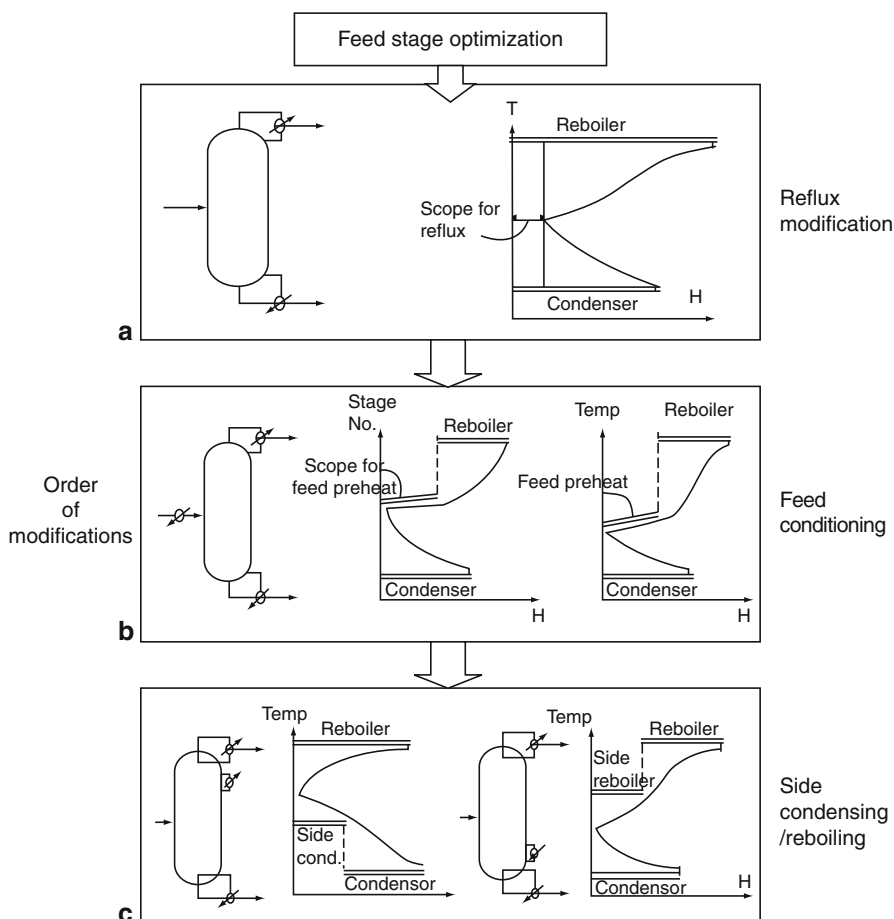 Feed stage optimization
T
Reboiler
Scope for
reflux
Condenser
H
Reflux
modification
a
Order
of
modifications
Stage
No.
Reboiler
Scope for
feed preheat
Condenser
H
Temp
Reboiler
Feed preheat
Condenser
H
Feed
conditioning
b
Temp
Reboiler
Side
cond.
Condensor
Temp
Reboiler
Side
reboiler
Condensor
H
Side
condensing
/reboiling
c